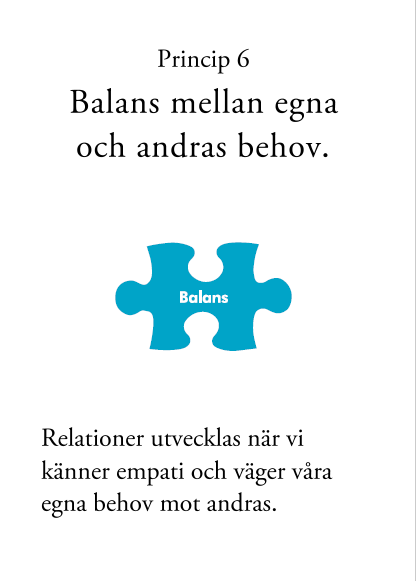 Princip 6
Balans mellan egna
och andras behov.
Balans
Relationer utvecklas när vi
känner empati och väger våra
egna behov mot andras.